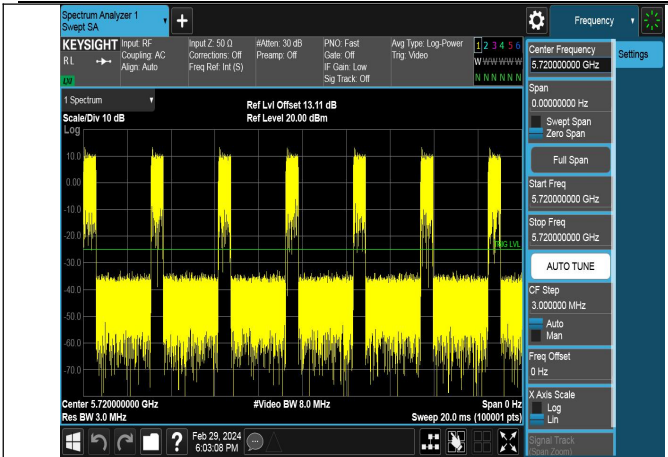 Spectrum Analyzer 1
Swept SA
Frequency
KEYSIGHT
RL
LNI
Input: RF
Coupling: AC
Align: Auto
Input Z: 50 Ω
Corrections: Off
Freq Ref: Int (S)
#Atten: 30 dB
Preamp: Off
PNO: Fast
Gate: Off
IF Gain: Low
Sig Track: Off
Avg Type: Log-Power
Trig: Video
1 2 3 4 5 6
W W W W W W
N N N N N N
Center Frequency
5.720000000 GHz
Settings
Span
0.00000000 Hz
Swept Span
Zero Span
Full Span
Start Freq
5.720000000 GHz
Stop Freq
5.720000000 GHz
AUTO TUNE
CF Step
3.000000 MHz
Auto
Man
Freq Offset
0 Hz
X Axis Scale
Log
Lin
Signal Track
(Span Zoom)
1 Spectrum
Scale/Div 10 dB
Ref Lvl Offset 13.11 dB
Ref Level 20.00 dBm
Log
10.0
0.00
-10.0
-20.0
TRIG LVL
-30.0
-40.0
-50.0
-60.0
-70.0
Center 5.720000000 GHz
Res BW 3.0 MHz
#Video BW 8.0 MHz
Span 0 Hz
Sweep 20.0 ms (100001 pts)
?
Feb 29, 2024
6:03:08 PM